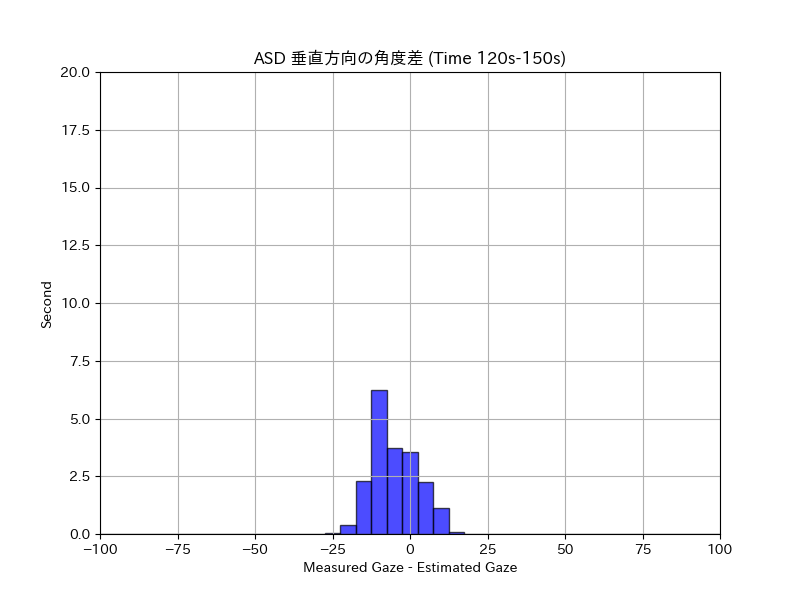 ASD 垂直方向の角度差 (Time 120s-150s)
20.0
17.5
15.0
12.5
10.0
7.5
5.0
2.5
0.0
Second
−100 −75 −50 −25 0 25 50 75 100
Measured Gaze - Estimated Gaze